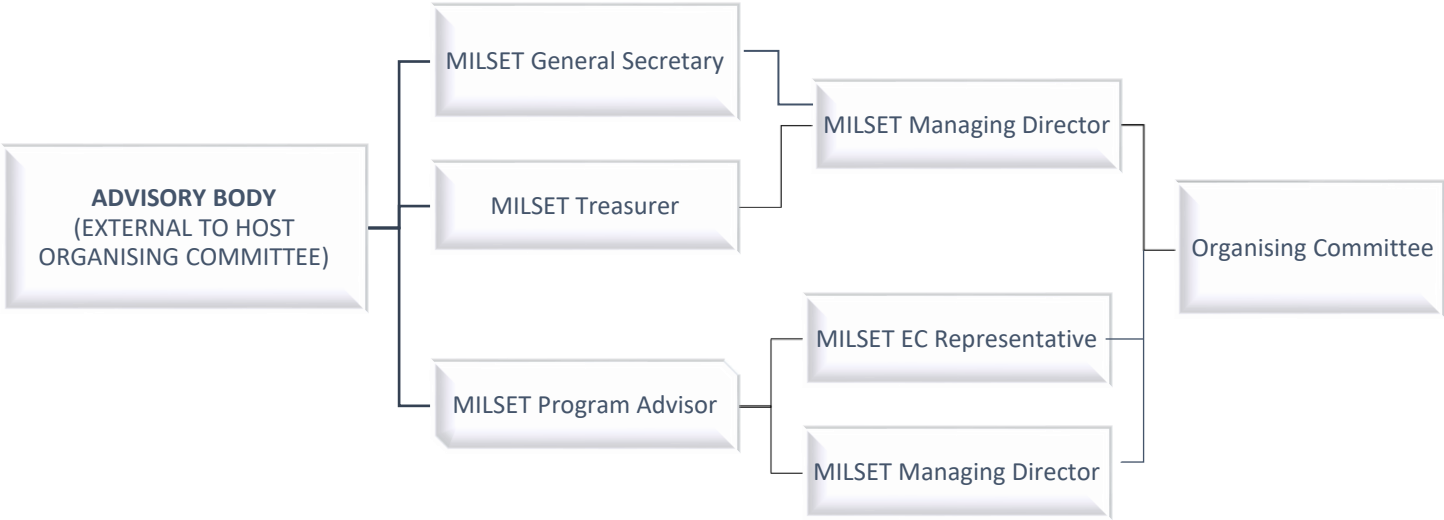 MILSET General Secretary
MILSET Managing Director
ADVISORY BODY
(EXTERNAL TO HOST
ORGANISING COMMITTEE)
MILSET Treasurer
Organising Committee
MILSET EC Representative
MILSET Program Advisor
MILSET Managing Director